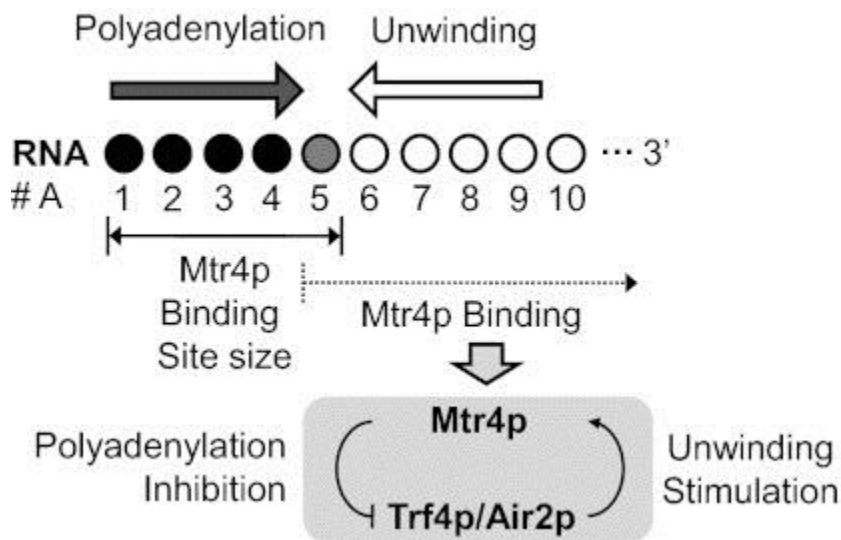 Polyadenylation Unwinding
RNA ... 3'
# A 1 2 3 4 5 6 7 8 9 10
Mtr4p
Binding
Site size
Mtr4p Binding
Mtr4p
Polyadenylation
Inhibition
Unwinding
Stimulation
Trf4p/Air2p